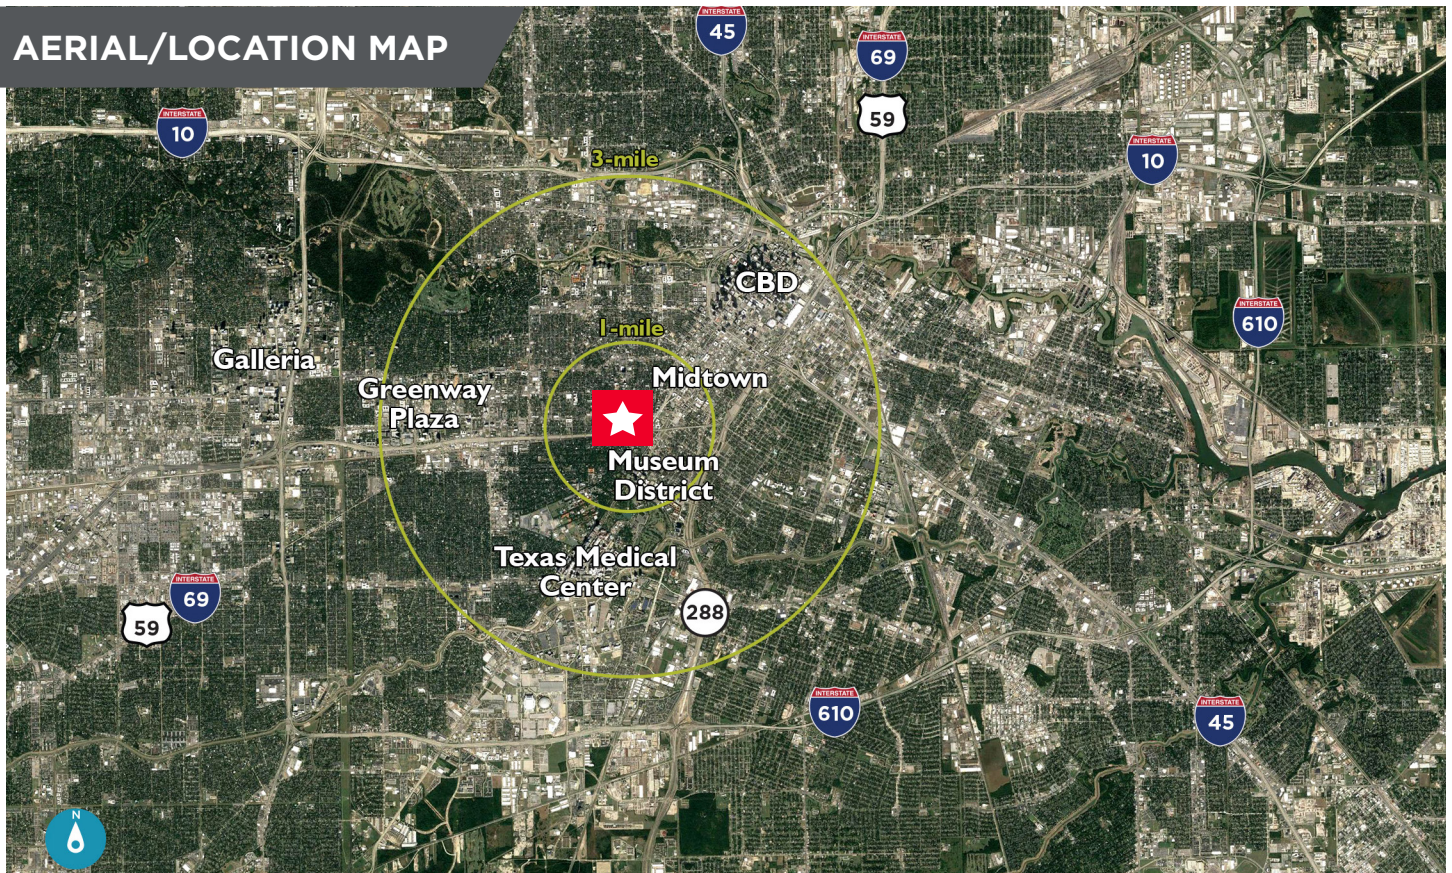 AERIAL/LOCATION MAP
INTERSTATE
45
INTERSTATE
69
59
INTERSTATE
10
INTERSTATE
10
3-mile
CBD
INTERSTATE
610
1-mile
Galleria
Midtown
Greenway
Plaza
Museum
District
Texas Medical
Center
INTERSTATE
69
59
288
INTERSTATE
610
INTERSTATE
45
N